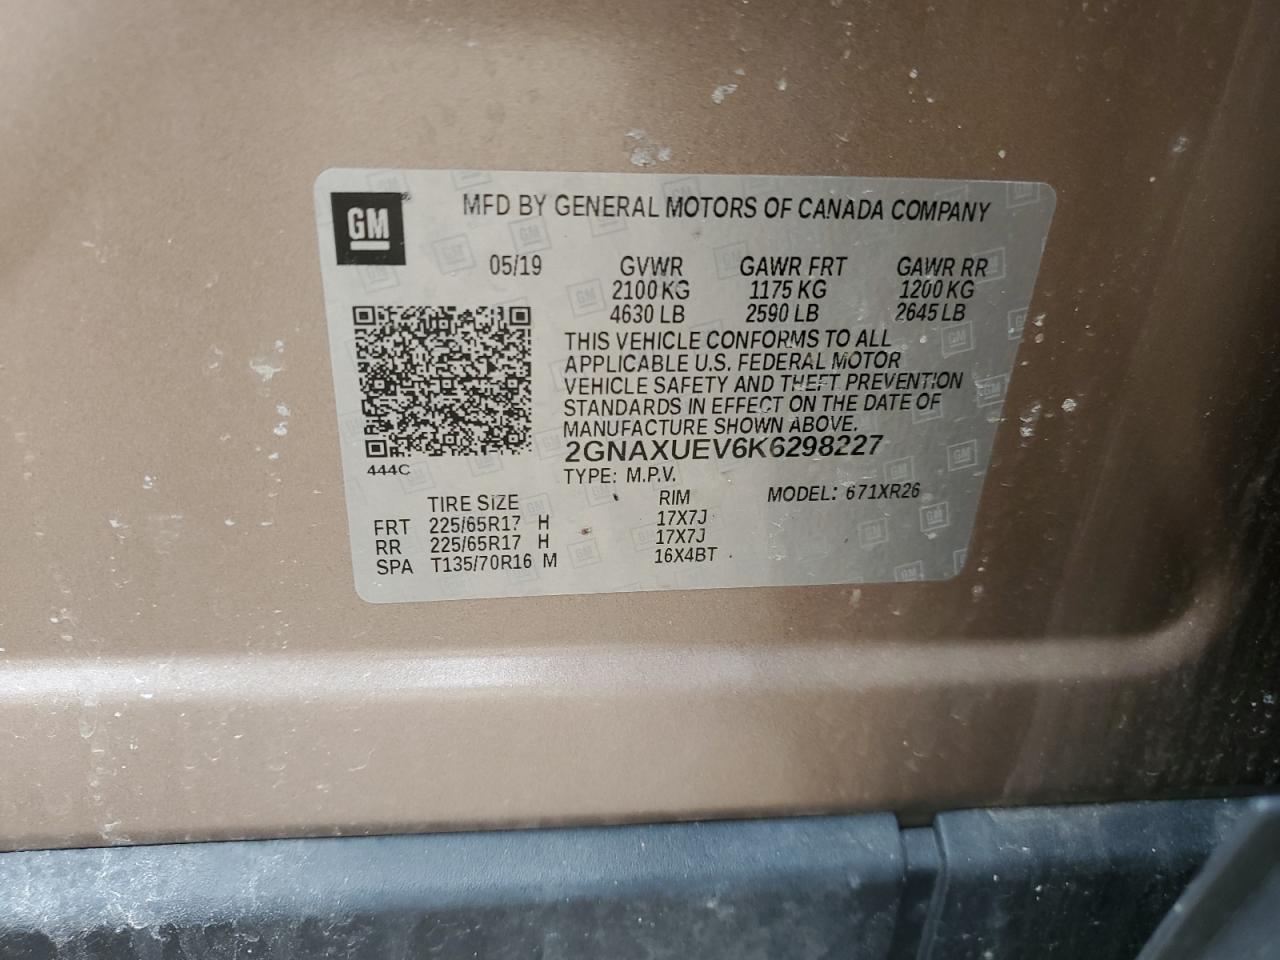 GM
MFD BY GENERAL MOTORS OF CANADA COMPANY
05/19 GVWR GAWR FRT GAWR RR
2100 KG 1175 KG 1200 KG
4630 LB 2590 LB 2645 LB
THIS VEHICLE CONFORMS TO ALL
APPLICABLE U.S. FEDERAL MOTOR
VEHICLE SAFETY AND THEFT PREVENTION
STANDARDS IN EFFECT ON THE DATE OF
MANUFACTURE SHOWN ABOVE.
2GNAXUEV6K6298227
444C
TYPE: M.P.V.
TIRE SIZE RIM MODEL: 671XR26
FRT 225/65R17 H 17X7J
RR 225/65R17 H 17X7J
SPA T135/70R16 M 16X4BT